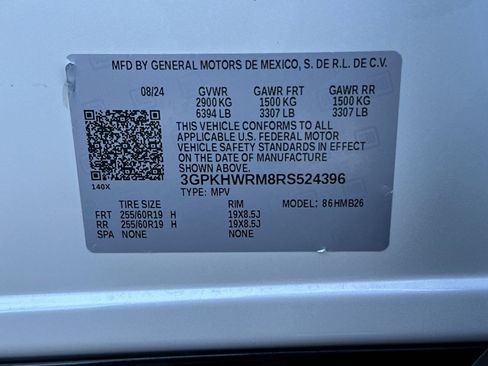 MFD BY GENERAL MOTORS DE MEXICO, S. DE R.L. DE C.V.
08/24 GVWR GAWR FRT GAWR RR
2900 KG 1500 KG 1500 KG
6394 LB 3307 LB 3307 LB
THIS VEHICLE CONFORMS TO ALL
APPLICABLE U.S. FEDERAL MOTOR
VEHICLE SAFETY STANDARDS IN EFFECT
ON THE DATE OF MANUFACTURE
SHOWN ABOVE.
3GPKHWRM8RS524396
140X TYPE: MPV
TIRE SIZE RIM MODEL: 86HMB26
FRT 255/60R19 H 19X8.5J
RR 255/60R19 H 19X8.5J
SPA NONE NONE